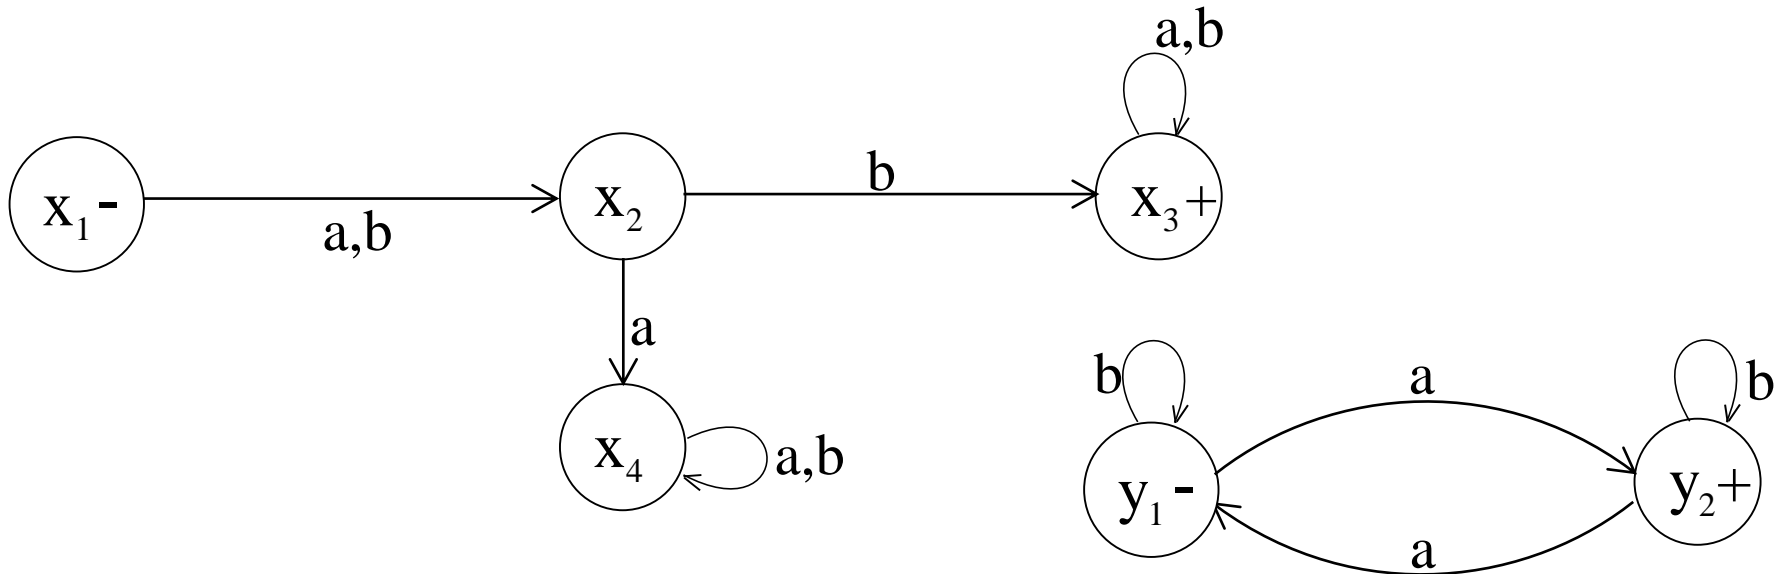 a,b
x₁-
x₂
b
x₃+
a,b
a
x₄
a,b
b
a
b
y₁-
y₂+
a